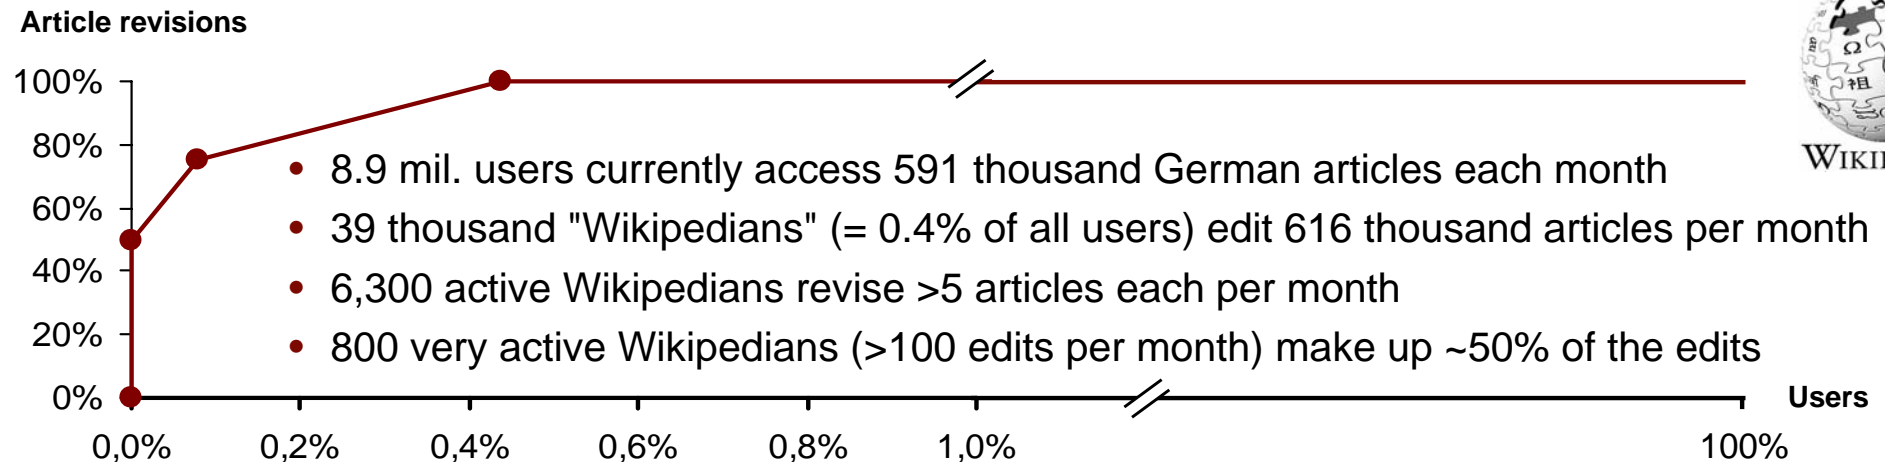 Article revisions
100%
80%
60%
40%
20%
0%
• 8.9 mil. users currently access 591 thousand German articles each month
• 39 thousand "Wikipedians" (= 0.4% of all users) edit 616 thousand articles per month
• 6,300 active Wikipedians revise >5 articles each per month
• 800 very active Wikipedians (>100 edits per month) make up ~50% of the edits
Users
0,0% 0,2% 0,4% 0,6% 0,8% 1,0% 100%
Ω
祖